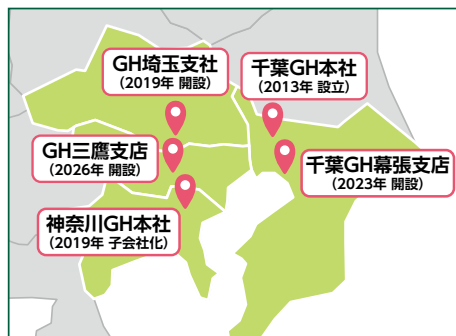 GH埼玉支社
(2019年 開設)
千葉GH本社
(2013年 設立)
GH三鷹支店
(2026年 開設)
千葉GH幕張支店
(2023年 開設)
神奈川GH本社
(2019年 子会社化)